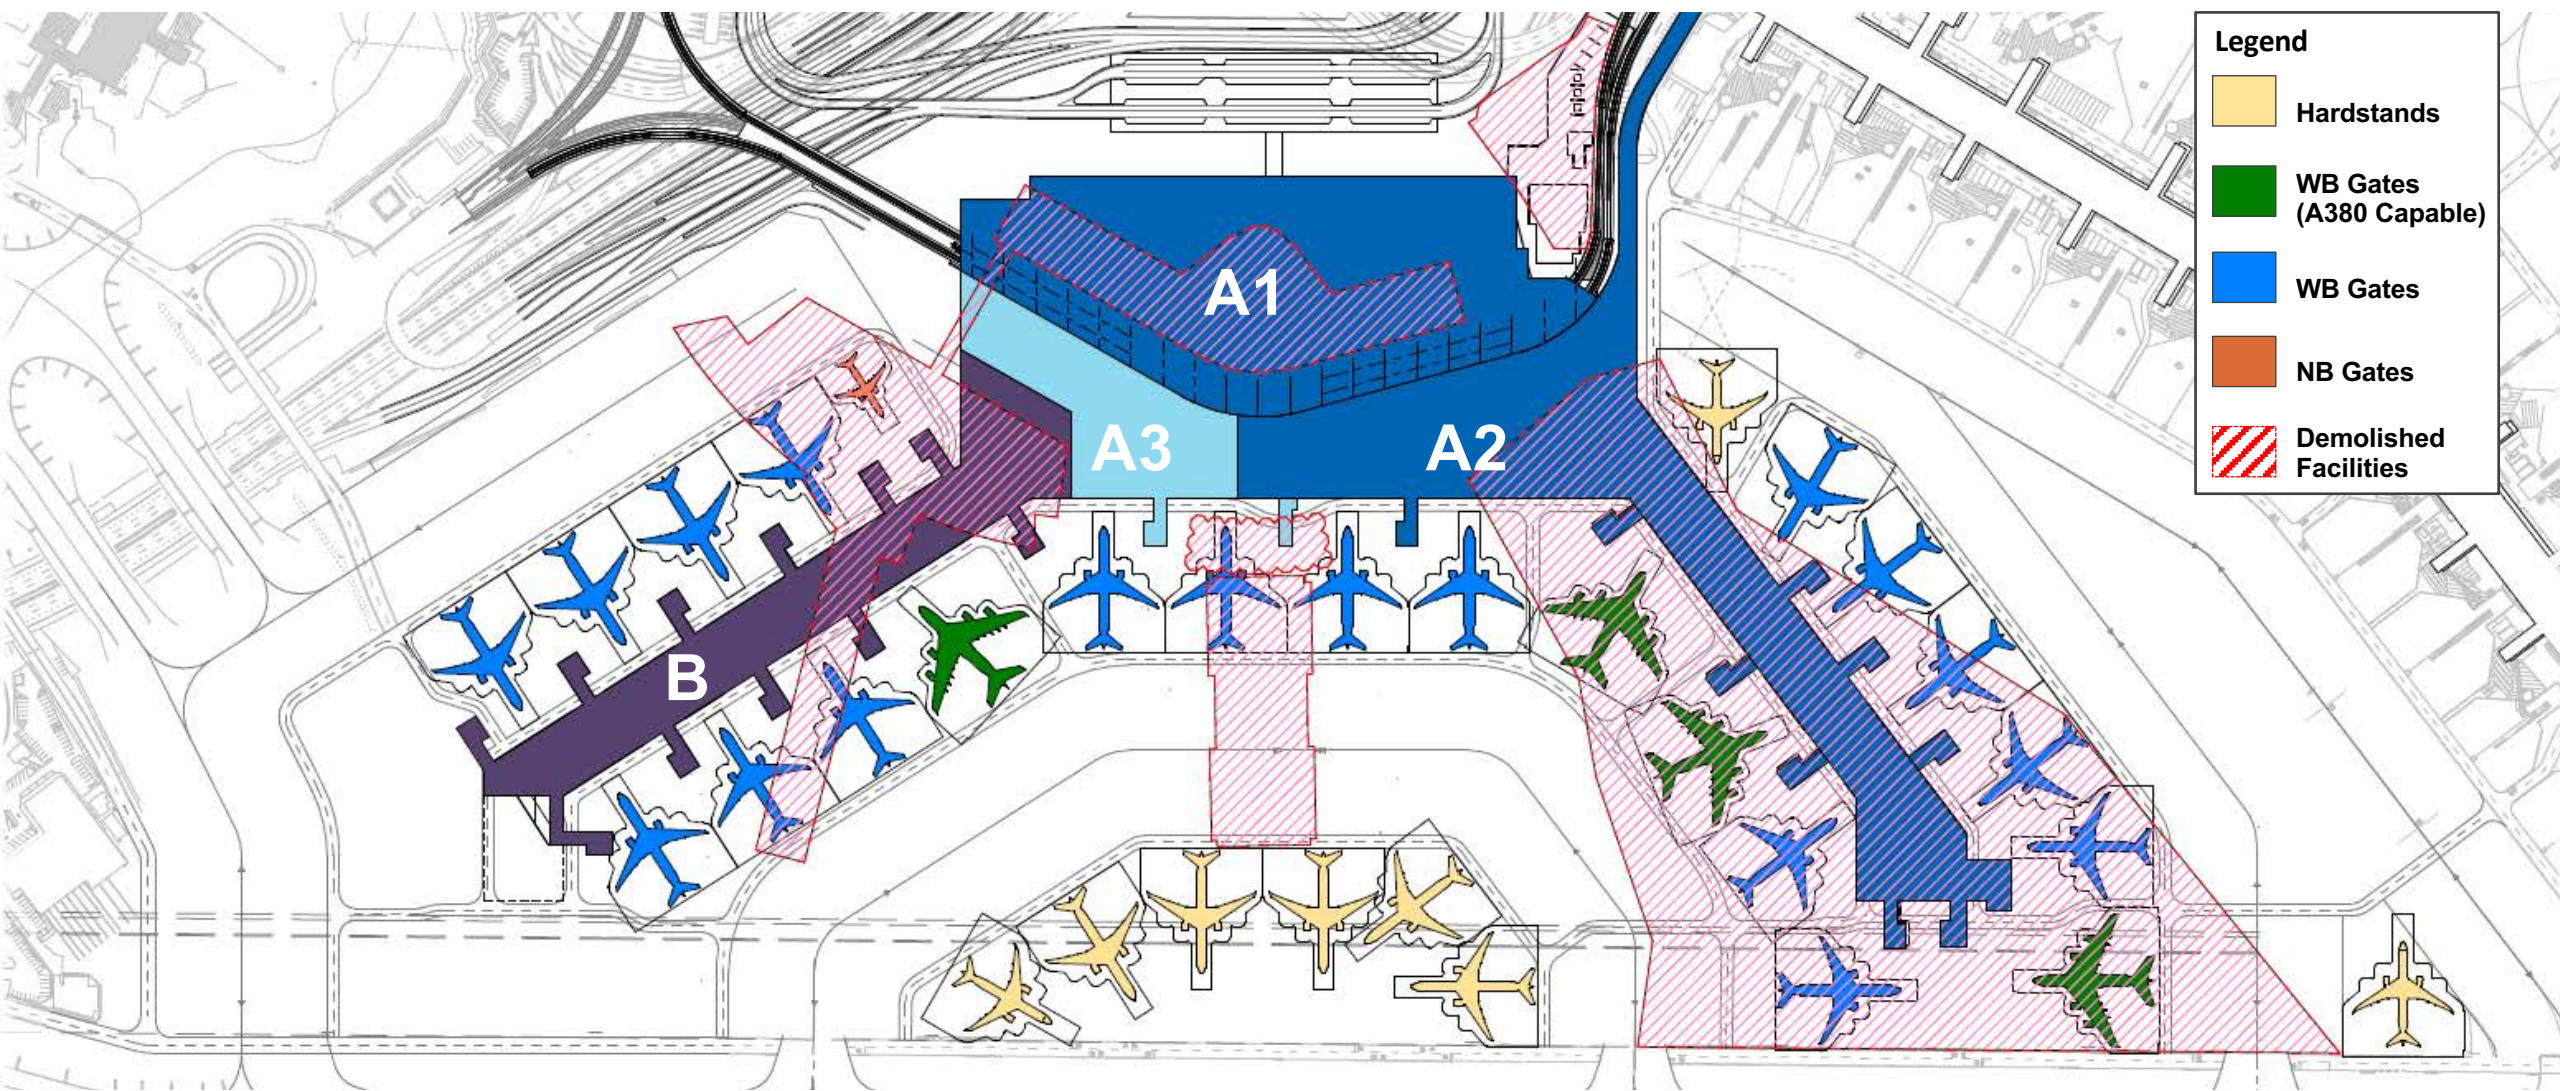 Legend
Hardstands
WB Gates
(A380 Capable)
WB Gates
NB Gates
Demolished
Facilities
A1
A3
A2
B